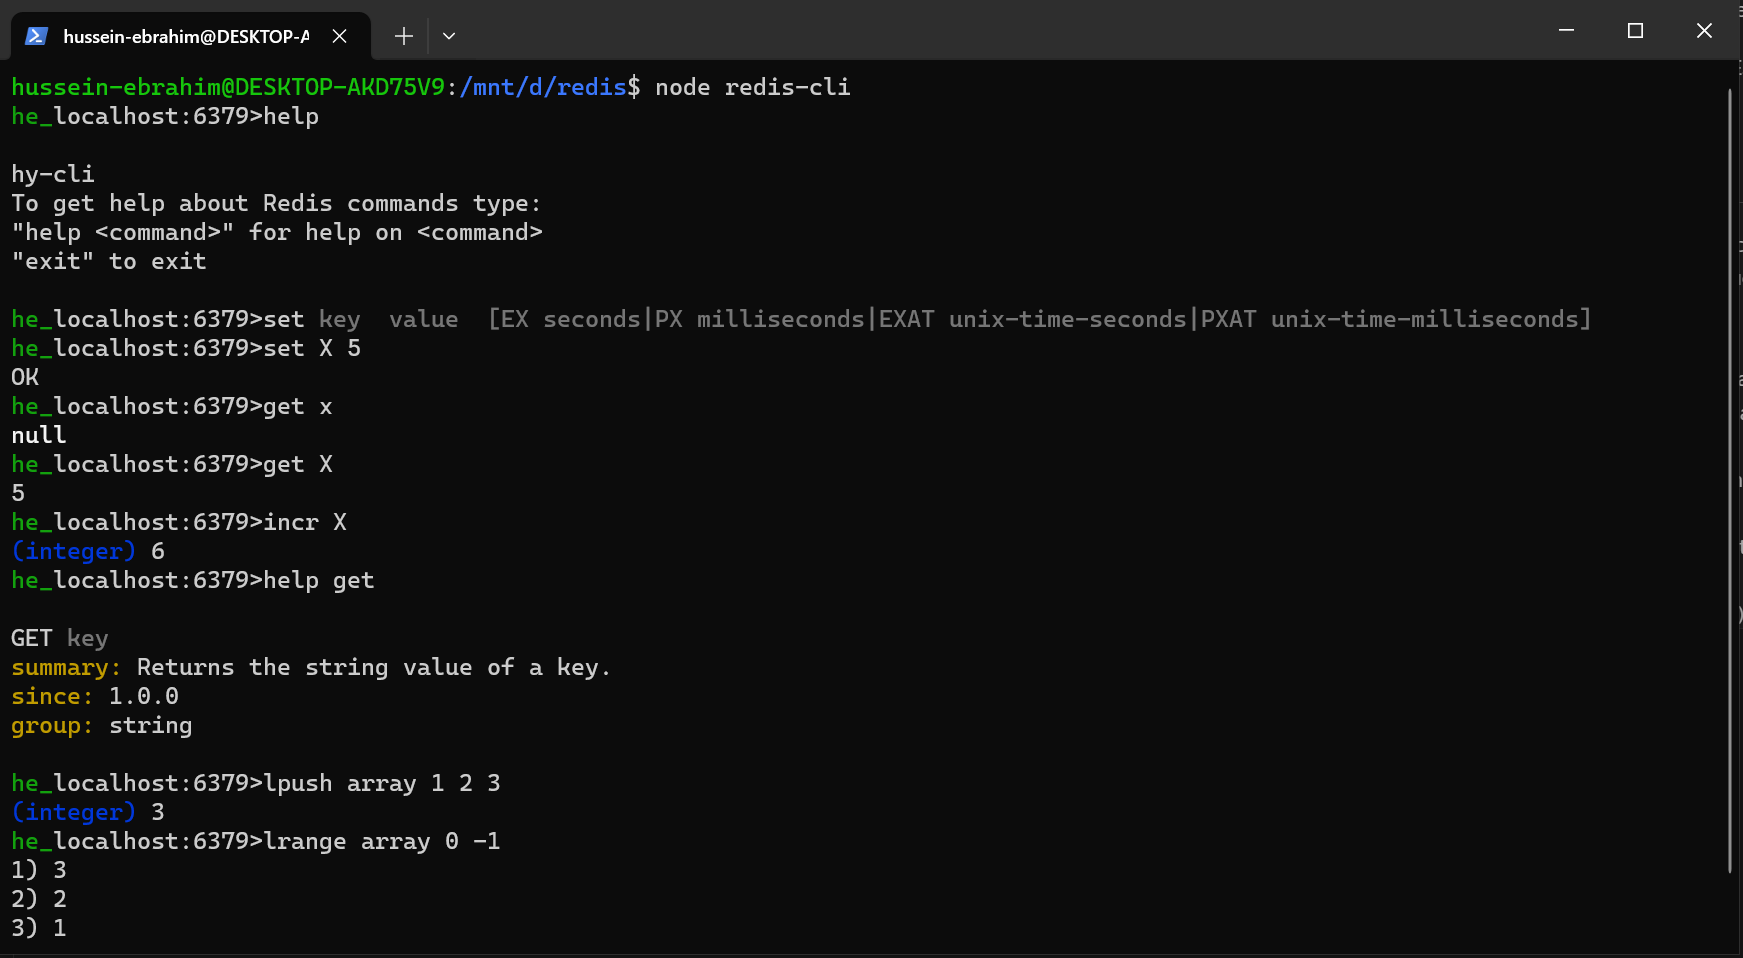 hussein-ebrahim@DESKTOP-A
hussein-ebrahim@DESKTOP-AKD75V9:/mnt/d/redis$ node redis-cli
he_localhost:6379>help
hy-cli
To get help about Redis commands type:
"help <command>" for help on <command>
"exit" to exit
he_localhost:6379>set key  value  [EX seconds|PX milliseconds|EXAT unix-time-seconds|PXAT unix-time-milliseconds]
he_localhost:6379>set X 5
OK
he_localhost:6379>get x
null
he_localhost:6379>get X
5
he_localhost:6379>incr X
(integer) 6
he_localhost:6379>help get
GET key
summary: Returns the string value of a key.
since: 1.0.0
group: string
he_localhost:6379>lpush array 1 2 3
(integer) 3
he_localhost:6379>lrange array 0 -1
1) 3
2) 2
3) 1